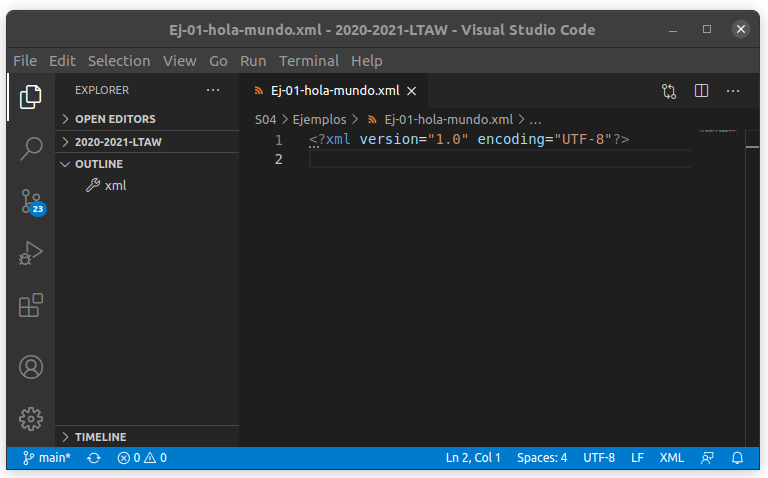 Ej-01-hola-mundo.xml - 2020-2021-LTAW - Visual Studio Code
File Edit Selection View Go Run Terminal Help
EXPLORER
OPEN EDITORS
2020-2021-LTAW
OUTLINE
xml
23
TIMELINE
Ej-01-hola-mundo.xml
S04 > Ejemplos > Ej-01-hola-mundo.xml > ...
1 <?xml version="1.0" encoding="UTF-8"?>
2
main* 0 0 Ln 2, Col 1 Spaces: 4 UTF-8 LF XML